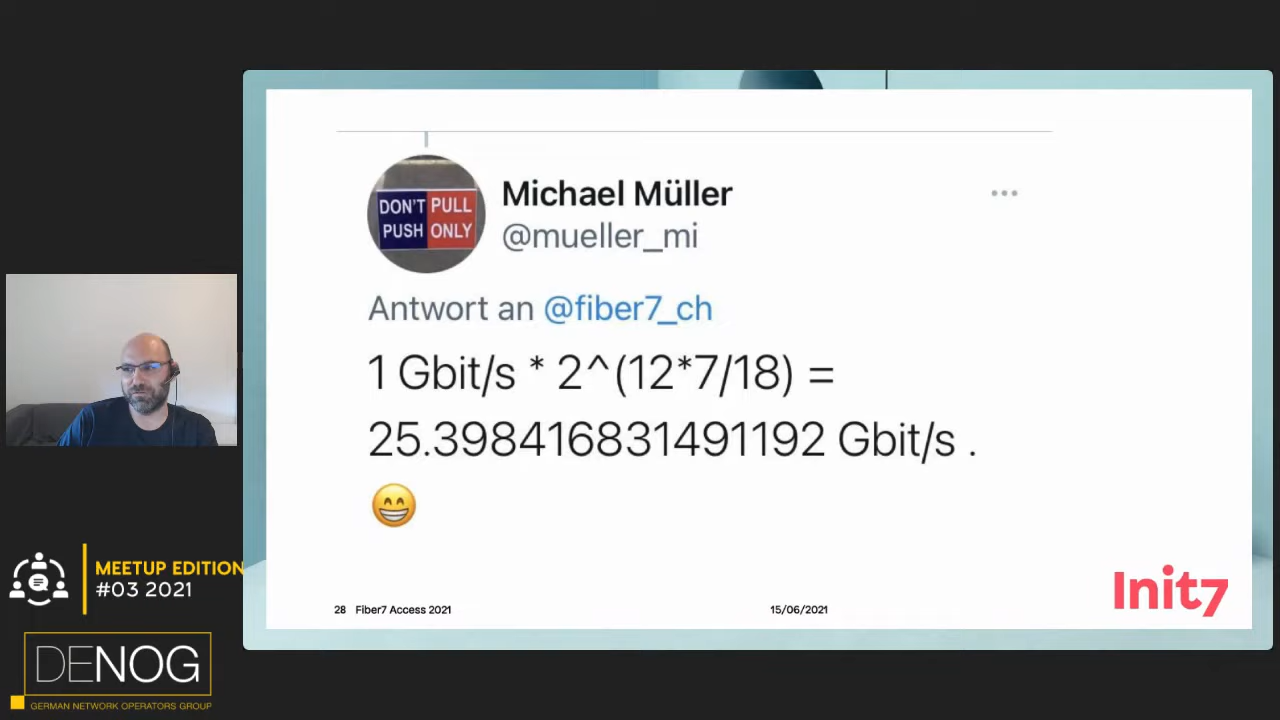 DON'T PULL
PUSH ONLY
Michael Müller
@mueller_mi
Antwort an @fiber7_ch
1 Gbit/s * 2^(12*7/18) =
25.398416831491192 Gbit/s .
MEETUP EDITION
#03 2021
28 Fiber7 Access 2021
15/06/2021
Init7
DENOG
GERMAN NETWORK OPERATORS GROUP